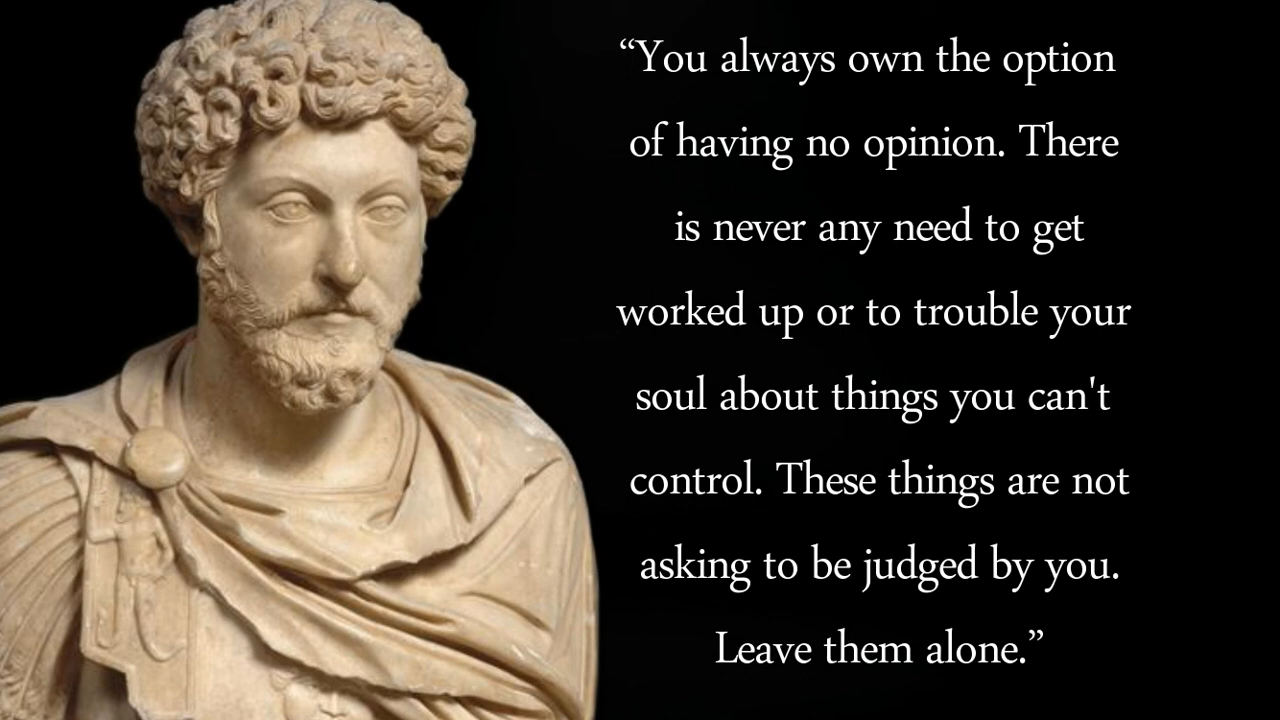 “You always own the option
of having no opinion. There
is never any need to get
worked up or to trouble your
soul about things you can't
control. These things are not
asking to be judged by you.
Leave them alone.”